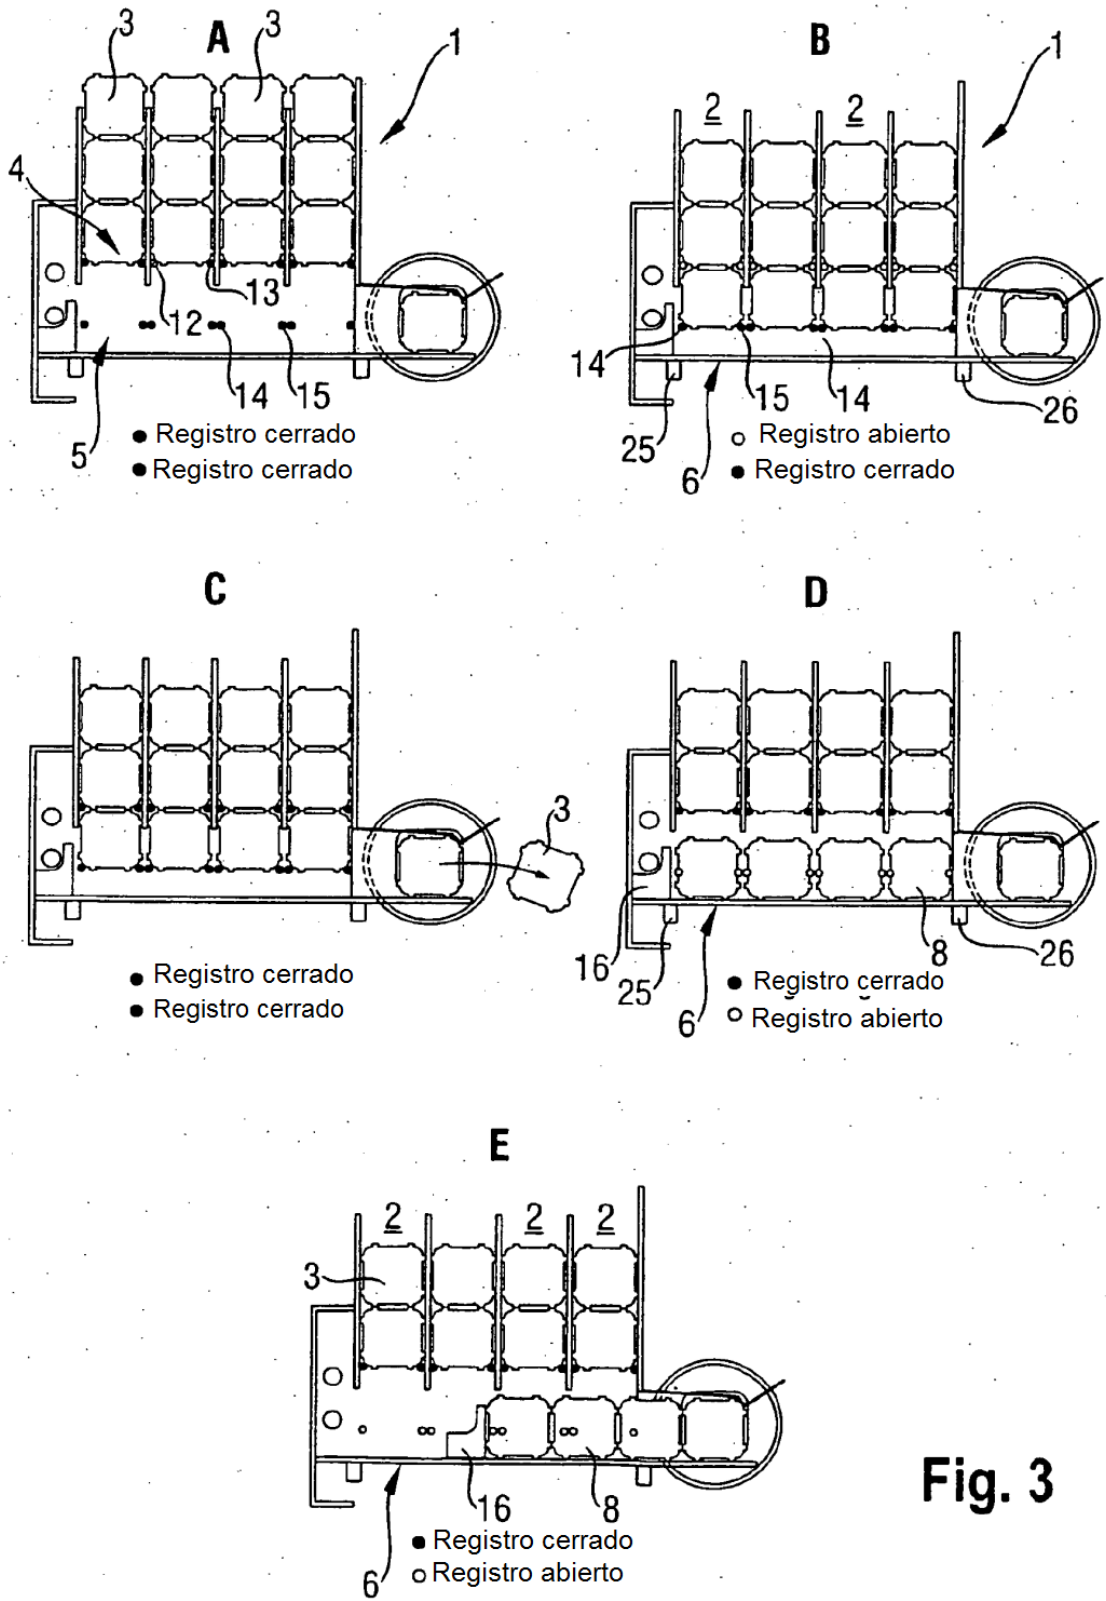 A
3
3
1
4
12
13
14
15
5
● Registro cerrado
● Registro cerrado
B
1
2
2
14
15
14
25
26
6
○ Registro abierto
● Registro cerrado
C
3
● Registro cerrado
● Registro cerrado
D
16
25
6
8
26
● Registro cerrado
○ Registro abierto
E
2
2
2
3
16
8
6
● Registro cerrado
○ Registro abierto
Fig. 3